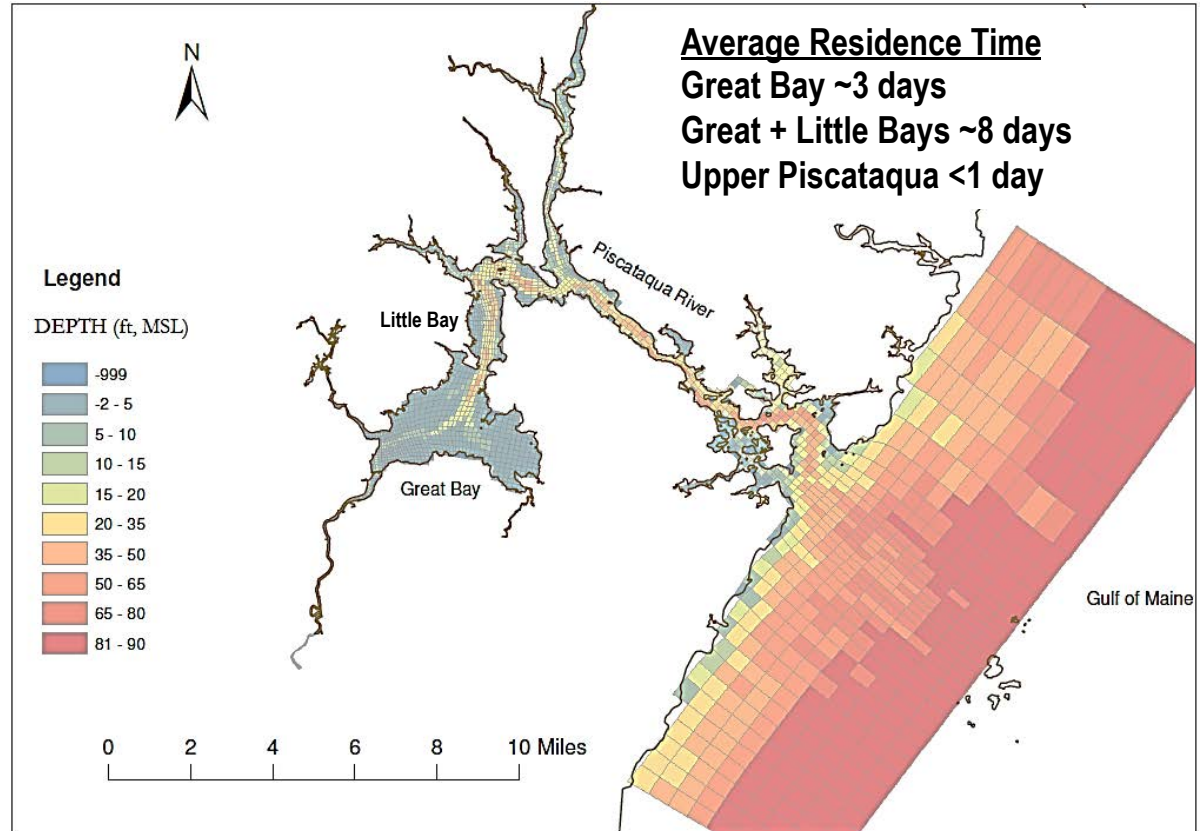 Average Residence Time
Great Bay ~3 days
Great + Little Bays ~8 days
Upper Piscataqua <1 day
N
Piscataqua River
Legend
DEPTH (ft, MSL)
-999
-2 - 5
5 - 10
10 - 15
15 - 20
20 - 35
35 - 50
50 - 65
65 - 80
81 - 90
Little Bay
Great Bay
Gulf of Maine
0 2 4 6 8 10 Miles